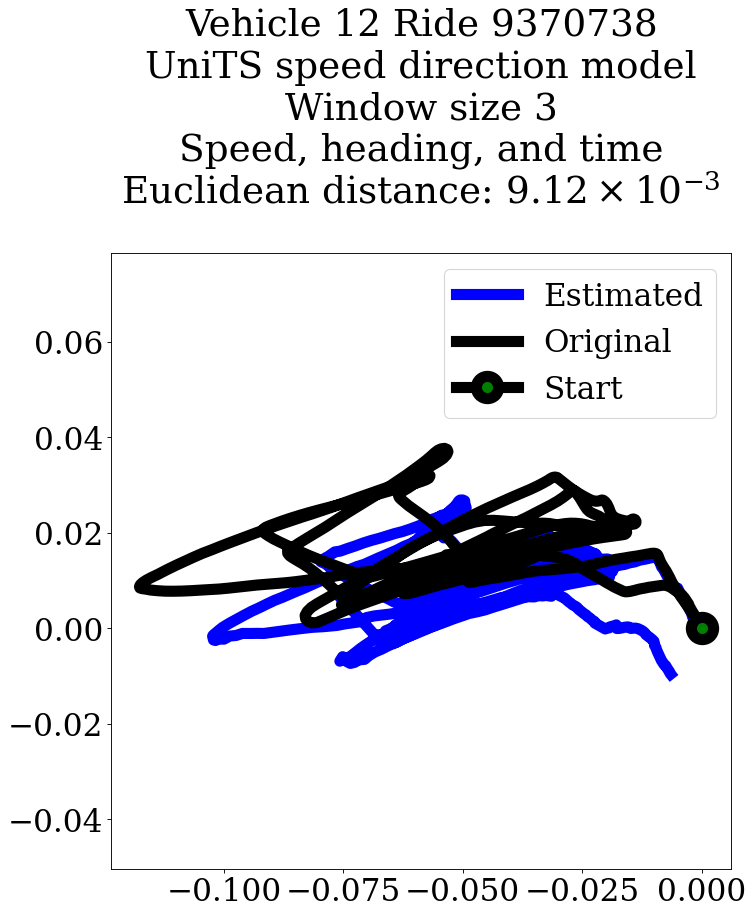 Vehicle 12 Ride 9370738
UniTS speed direction model
Window size 3
Speed, heading, and time
Euclidean distance: 9.12 × 10⁻³
Estimated
Original
Start
0.06
0.04
0.02
0.00
−0.02
−0.04
−0.100 −0.075 −0.050 −0.025 0.000